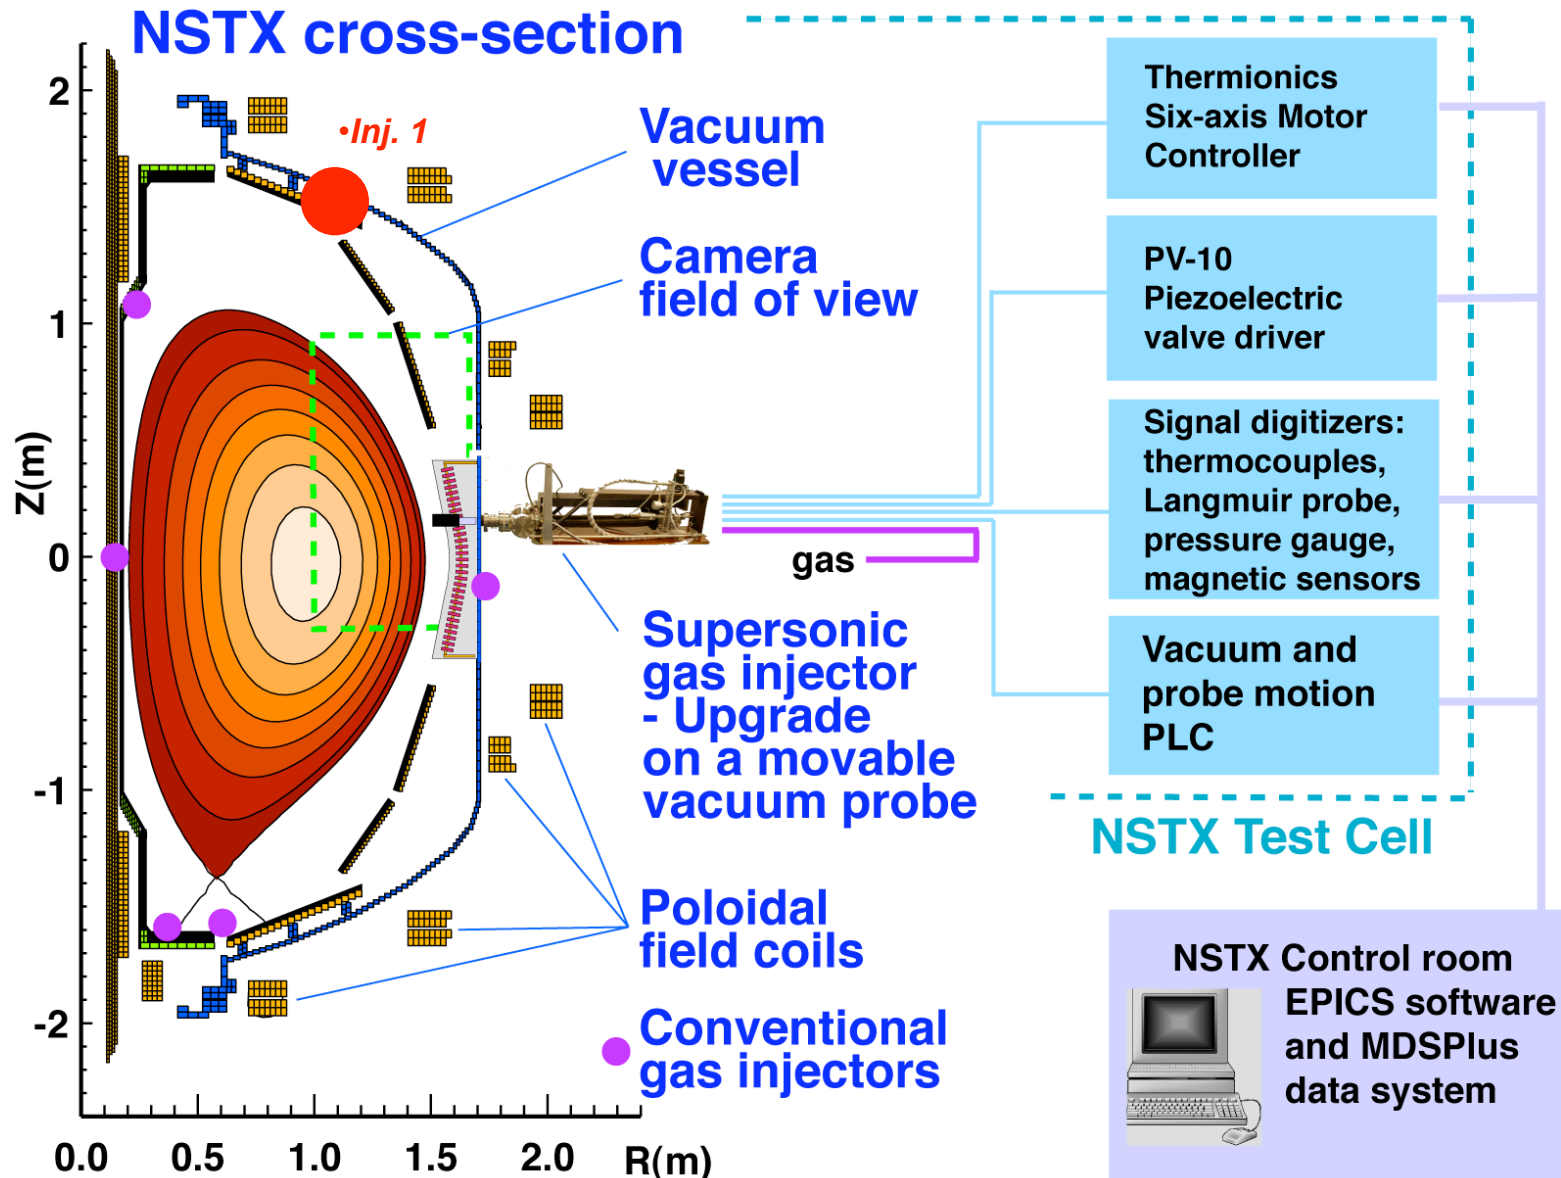 NSTX cross-section
•Inj. 1
Vacuum
vessel
Camera
field of view
Z(m)
2
1
0
-1
-2
0.0
0.5
1.0
1.5
2.0
R(m)
gas
Supersonic
gas injector
- Upgrade
on a movable
vacuum probe
Poloidal
field coils
Conventional
gas injectors
Thermionics
Six-axis Motor
Controller
PV-10
Piezoelectric
valve driver
Signal digitizers:
thermocouples,
Langmuir probe,
pressure gauge,
magnetic sensors
Vacuum and
probe motion
PLC
NSTX Test Cell
NSTX Control room
EPICS software
and MDSPlus
data system